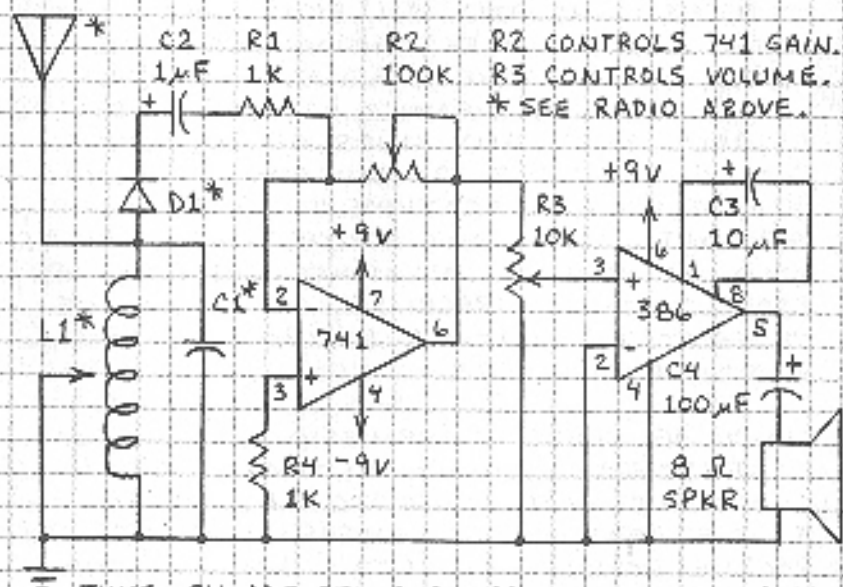 *
C2
1µF
R1
1K
R2
100K
R2 CONTROLS 741 GAIN.
R3 CONTROLS VOLUME.
* SEE RADIO ABOVE.
D1*
+
+9V
R3
10K
+9V
+
C3
10µF
L1*
C1*
2
-
7
741
6
3
+
4
-9V
R4
1K
3
+
6
1
8
386
5
2
-
4
C4
100µF
+
8 Ω
SPKR